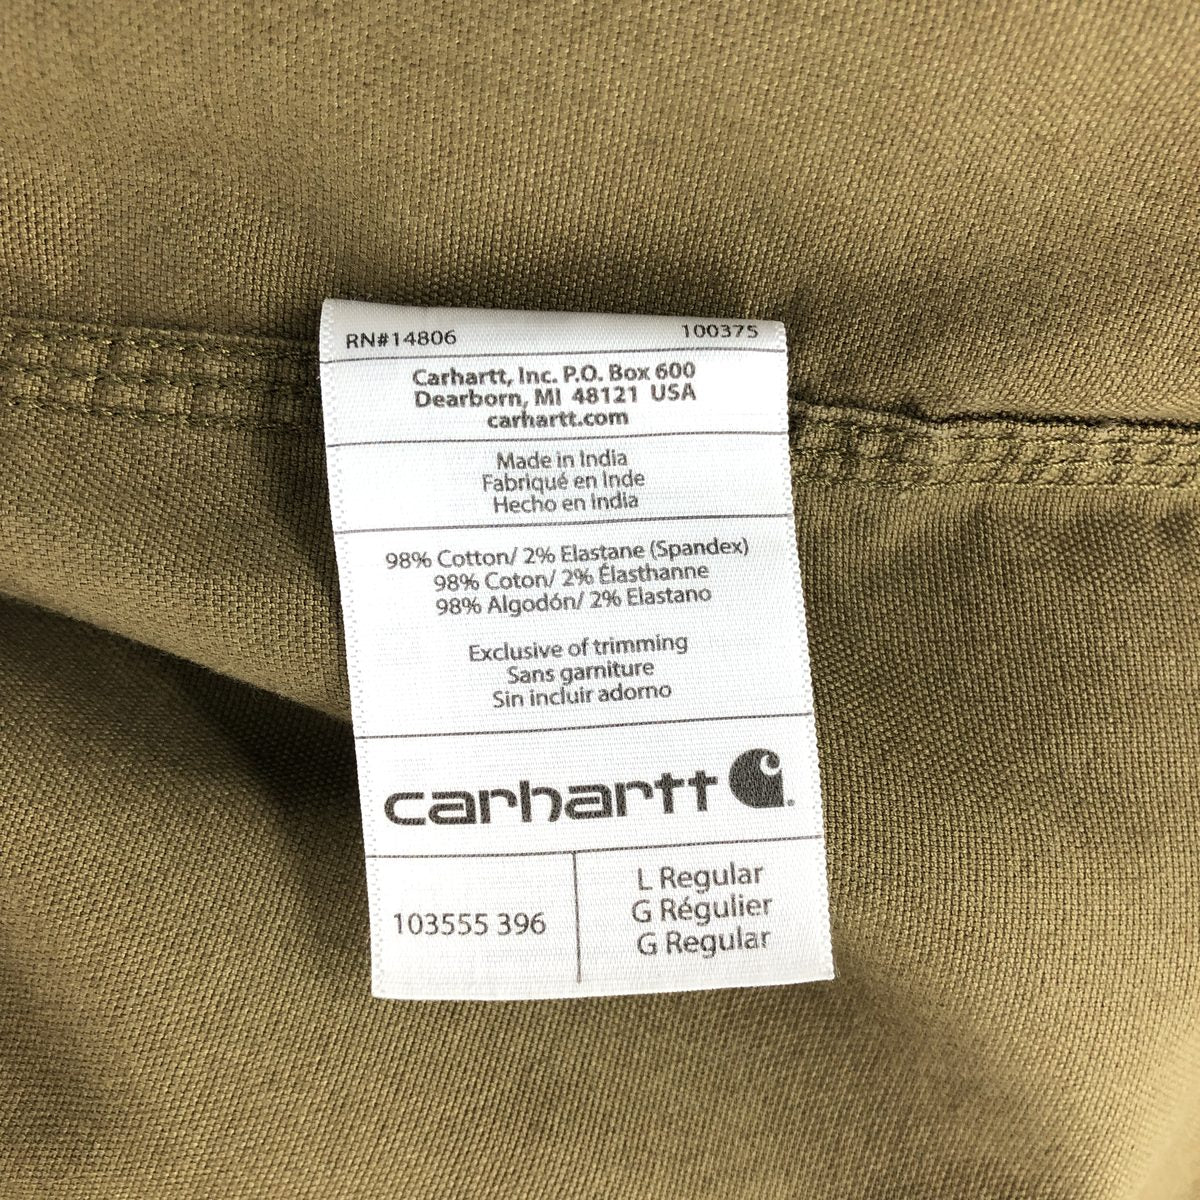 RN#14806 100375
Carhartt, Inc. P.O. Box 600
Dearborn, MI 48121 USA
carhartt.com
Made in India
Fabriqué en Inde
Hecho en India
98% Cotton/ 2% Elastane (Spandex)
98% Coton/ 2% Élasthanne
98% Algodón/ 2% Elastano
Exclusive of trimming
Sans garniture
Sin incluir adorno
carhartt
103555 396
L Regular
G Régulier
G Regular